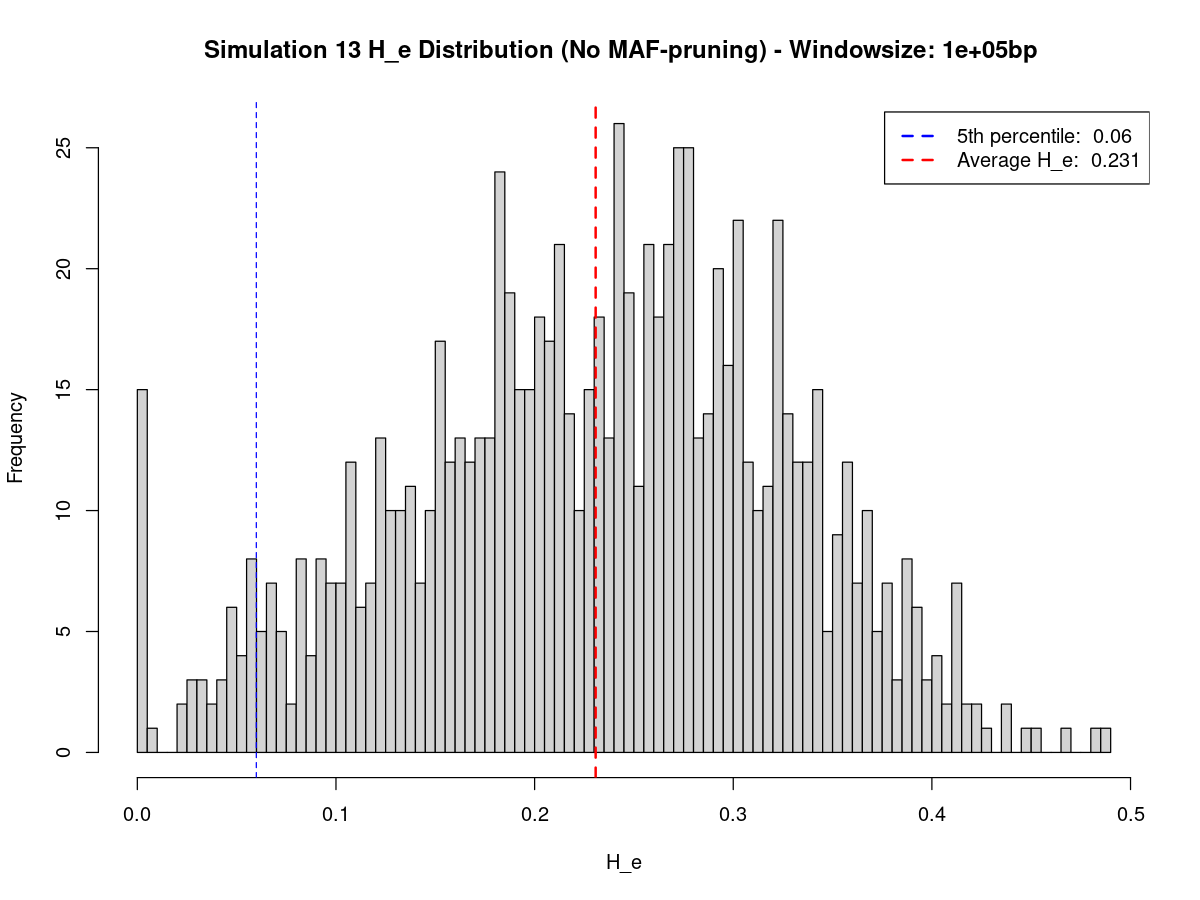 Simulation 13 H_e Distribution (No MAF-pruning) - Windowsize: 1e+05bp
5th percentile:  0.06
Average H_e:  0.231
Frequency
25
20
15
10
5
0
0.0 0.1 0.2 0.3 0.4 0.5
H_e